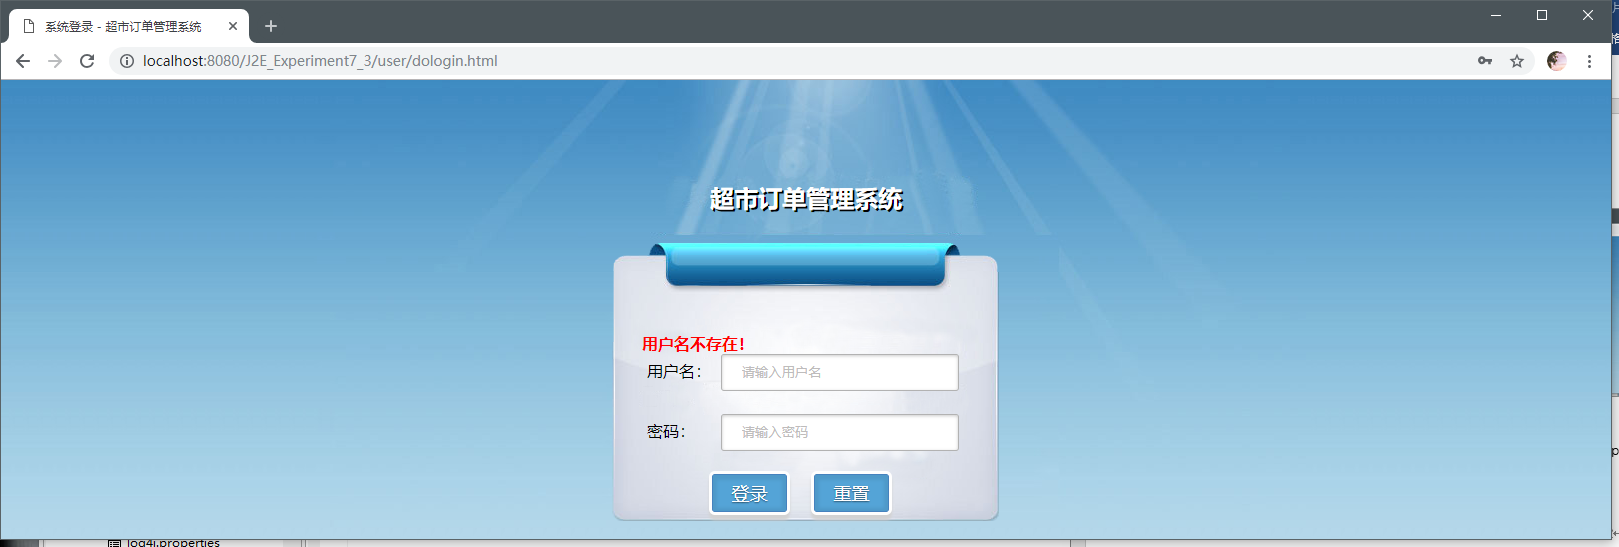 系统登录 - 超市订单管理系统
localhost:8080/J2E_Experiment7_3/user/dologin.html
超市订单管理系统
用户名不存在!
用户名:
请输入用户名
密码:
请输入密码
登录
重置
log4j.properties